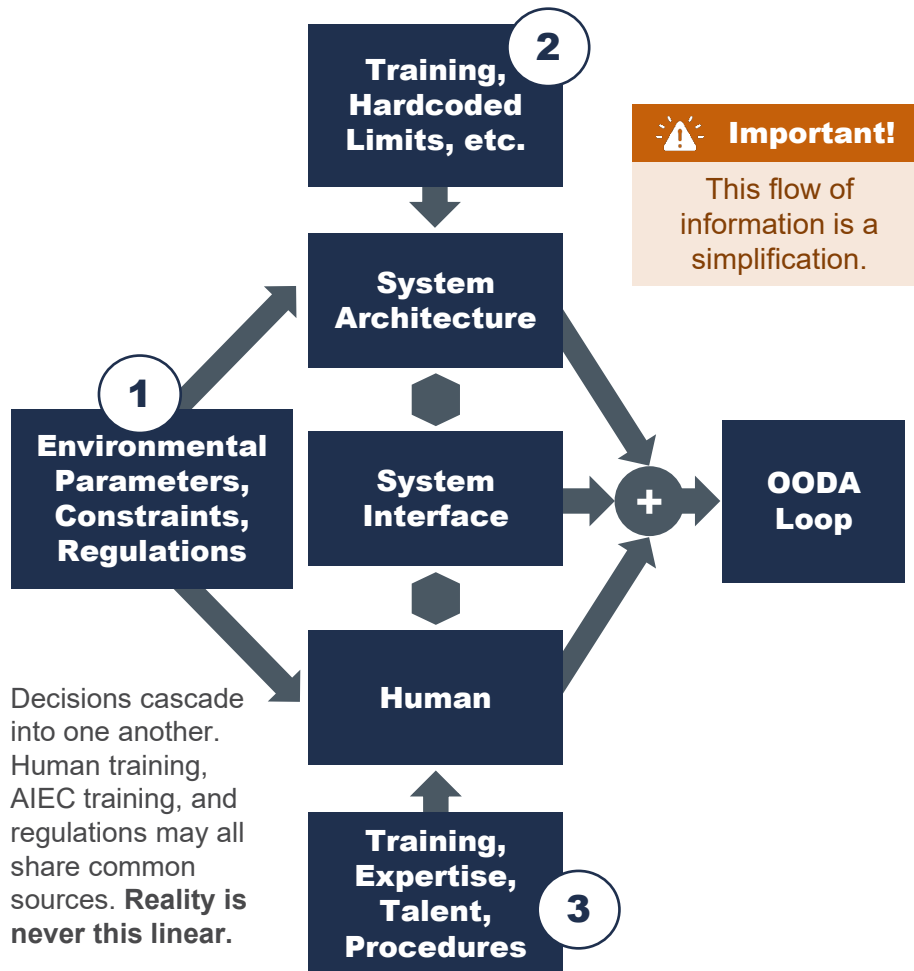 2
Training,
Hardcoded
Limits, etc.
Important!
This flow of
information is a
simplification.
System
Architecture
1
Environmental
Parameters,
Constraints,
Regulations
System
Interface
+
OODA
Loop
Human
Decisions cascade
into one another.
Human training,
AIEC training, and
regulations may all
share common
sources. Reality is
never this linear.
Training,
Expertise,
Talent,
Procedures
3